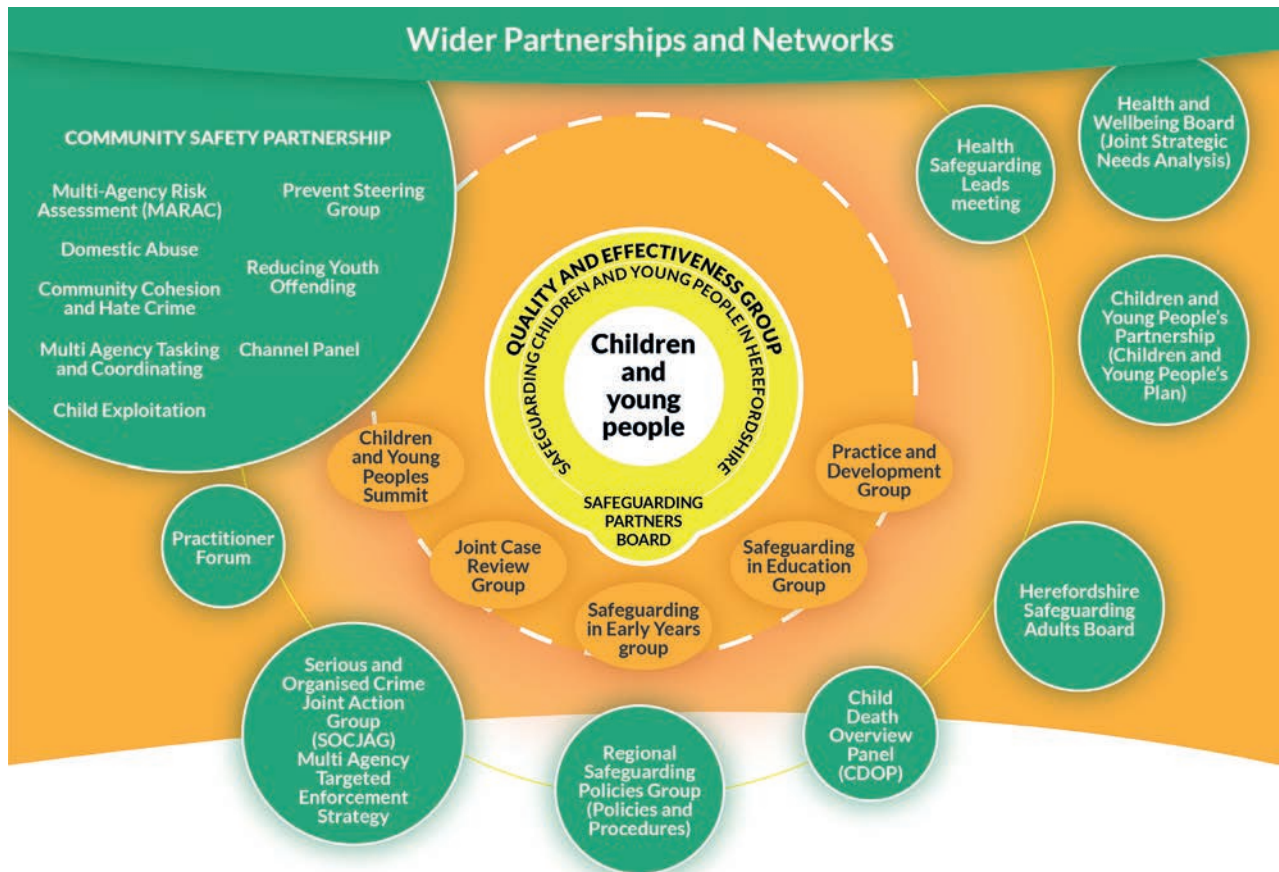 Wider Partnerships and Networks
COMMUNITY SAFETY PARTNERSHIP
Multi-Agency Risk
Assessment (MARAC)
Domestic Abuse
Community Cohesion
and Hate Crime
Multi Agency Tasking
and Coordinating
Child Exploitation
Prevent Steering
Group
Reducing Youth
Offending
Channel Panel
QUALITY AND EFFECTIVENESS GROUP
SAFEGUARDING CHILDREN AND YOUNG PEOPLE IN HEREFORDSHIRE
Children
and
young
people
SAFEGUARDING
PARTNERS
BOARD
Children
and Young
Peoples
Summit
Joint Case
Review
Group
Safeguarding
in Early Years
group
Safeguarding
in Education
Group
Practice and
Development
Group
Health
Safeguarding
Leads
meeting
Health and
Wellbeing Board
(Joint Strategic
Needs Analysis)
Children and
Young People's
Partnership
(Children and
Young People's
Plan)
Herefordshire
Safeguarding
Adults Board
Child
Death
Overview
Panel
(CDOP)
Regional
Safeguarding
Policies Group
(Policies and
Procedures)
Serious and
Organised Crime
Joint Action
Group
(SOCJAG)
Multi Agency
Targeted
Enforcement
Strategy
Practitioner
Forum